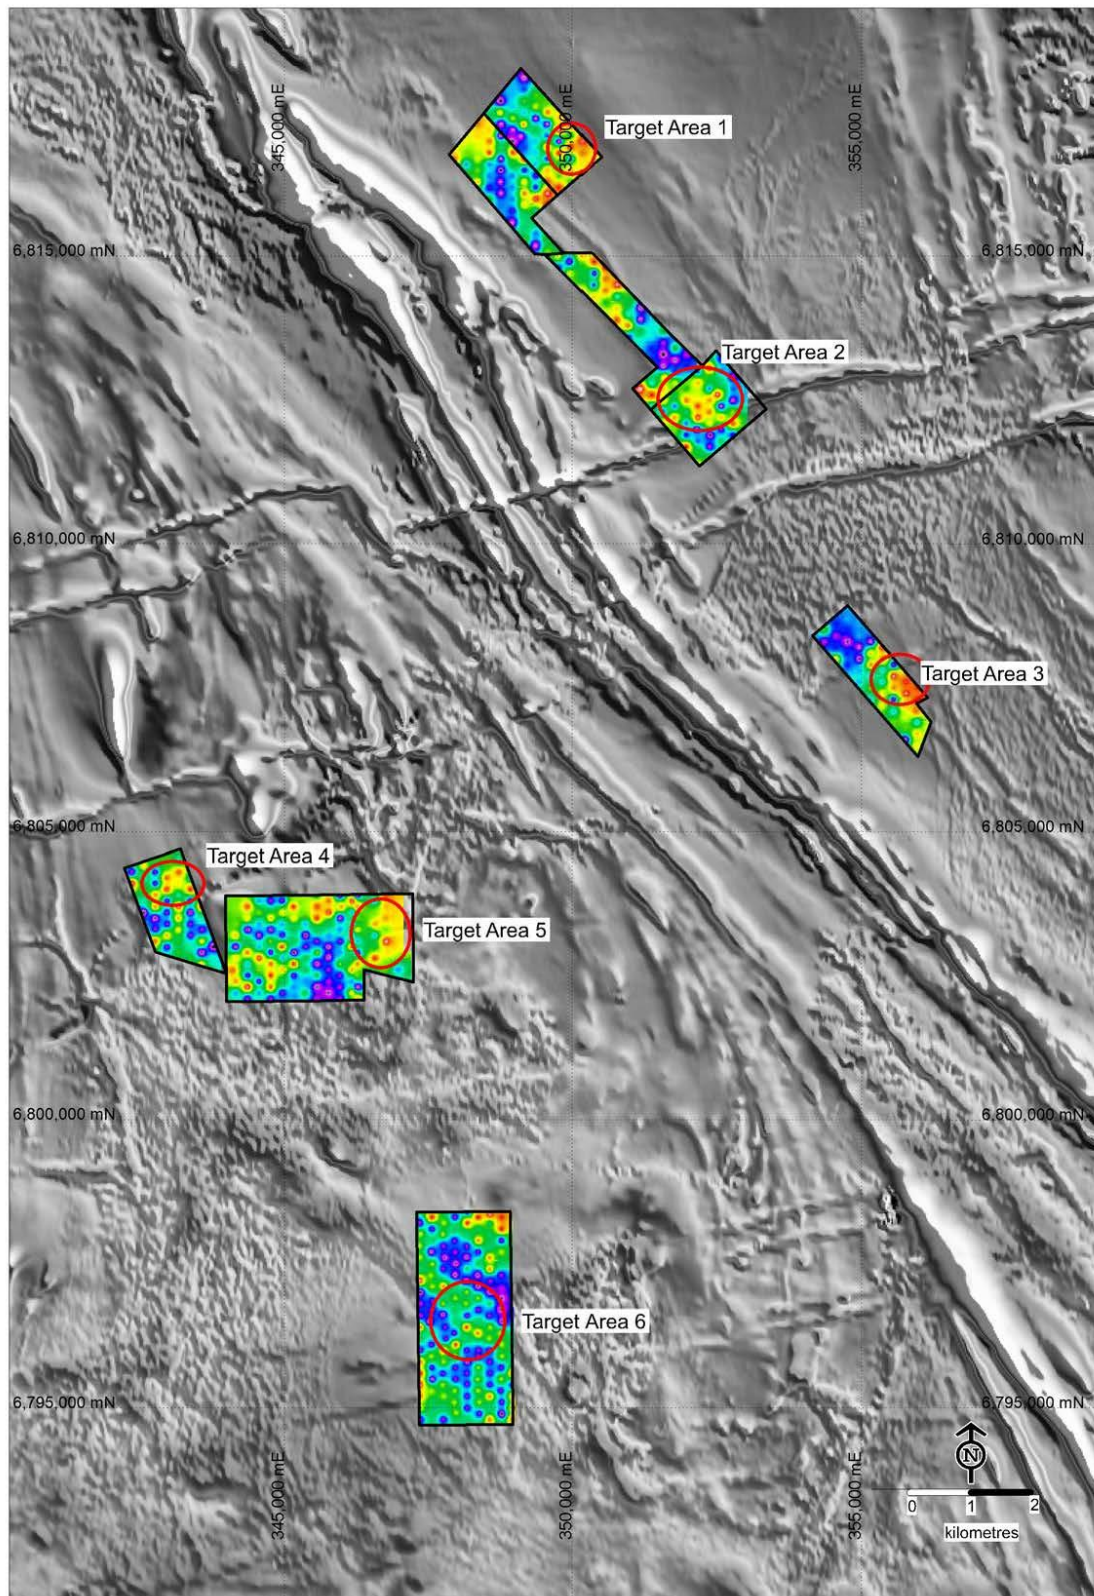 345,000 mE
350,000 mE
355,000 mE
Target Area 1
6,815,000 mN
6,815,000 mN
Target Area 2
6,810,000 mN
6,810,000 mN
Target Area 3
6,805,000 mN
6,805,000 mN
Target Area 4
Target Area 5
6,800,000 mN
6,800,000 mN
Target Area 6
6,795,000 mN
6,795,000 mN
N
345,000 mE
350,000 mE
355,000 mE
0 1 2
kilometres